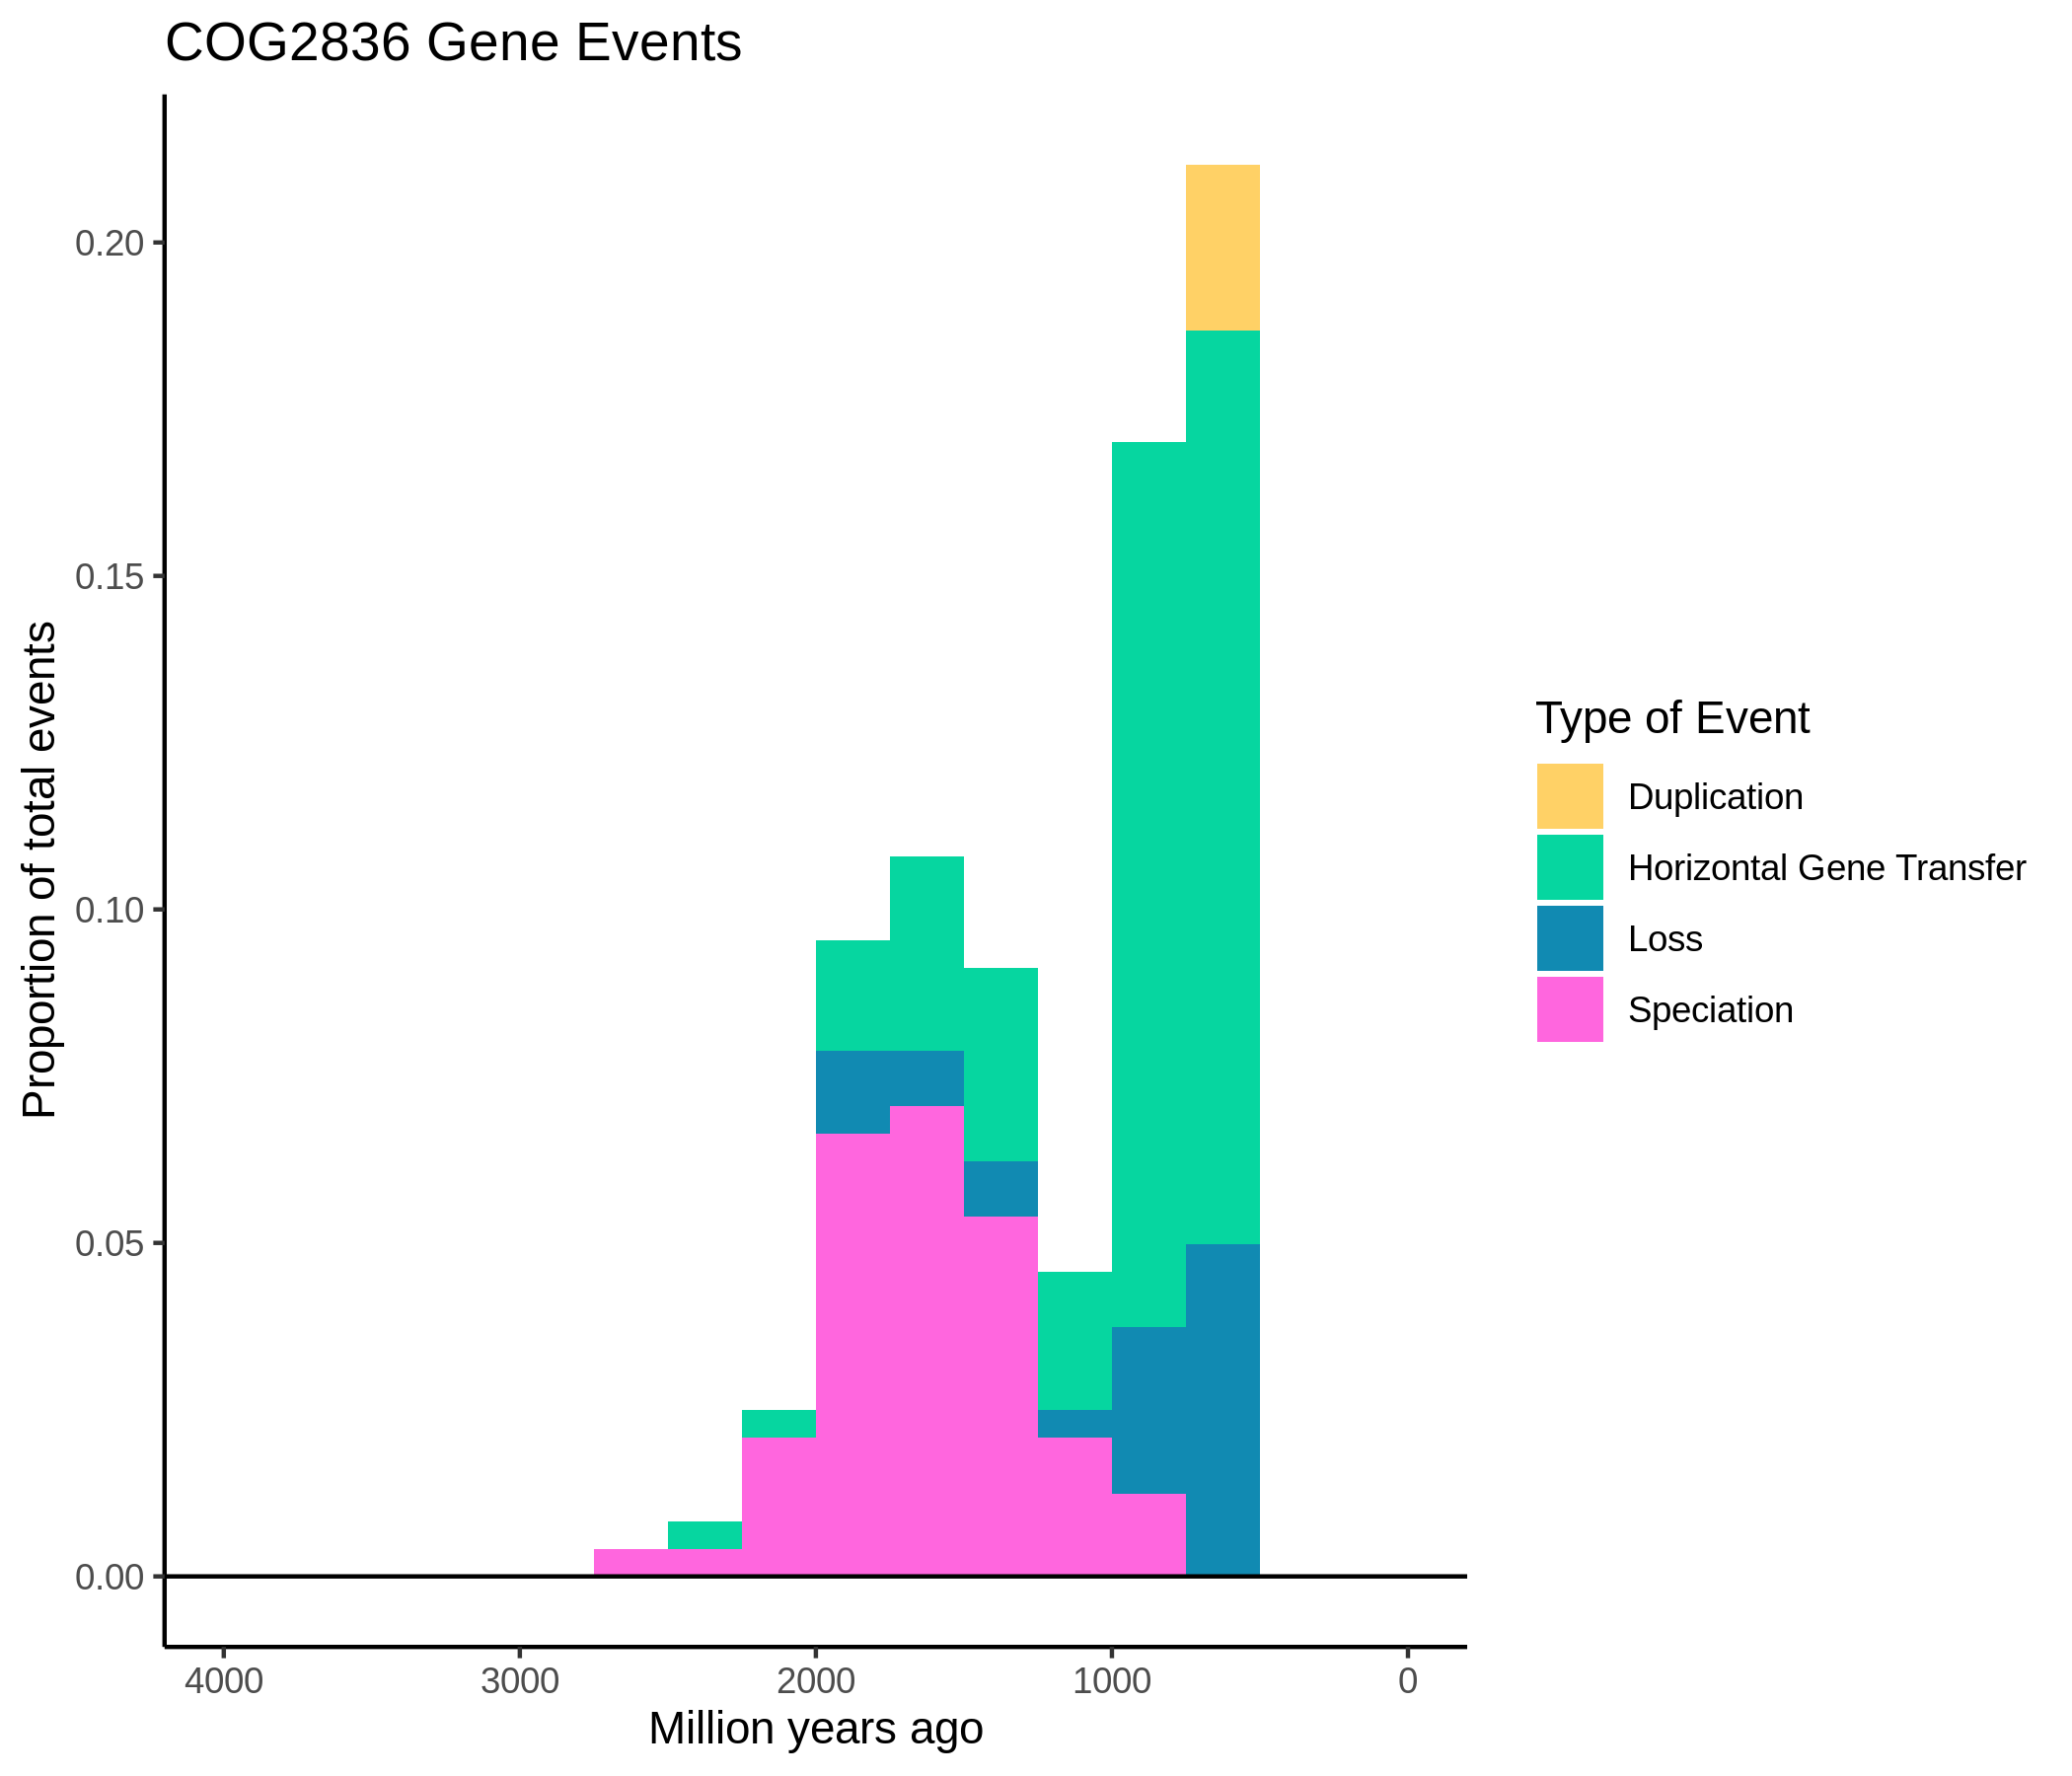 COG2836 Gene Events
Proportion of total events
0.20
0.15
0.10
0.05
0.00
4000
3000
2000
1000
0
Million years ago
Type of Event
Duplication
Horizontal Gene Transfer
Loss
Speciation